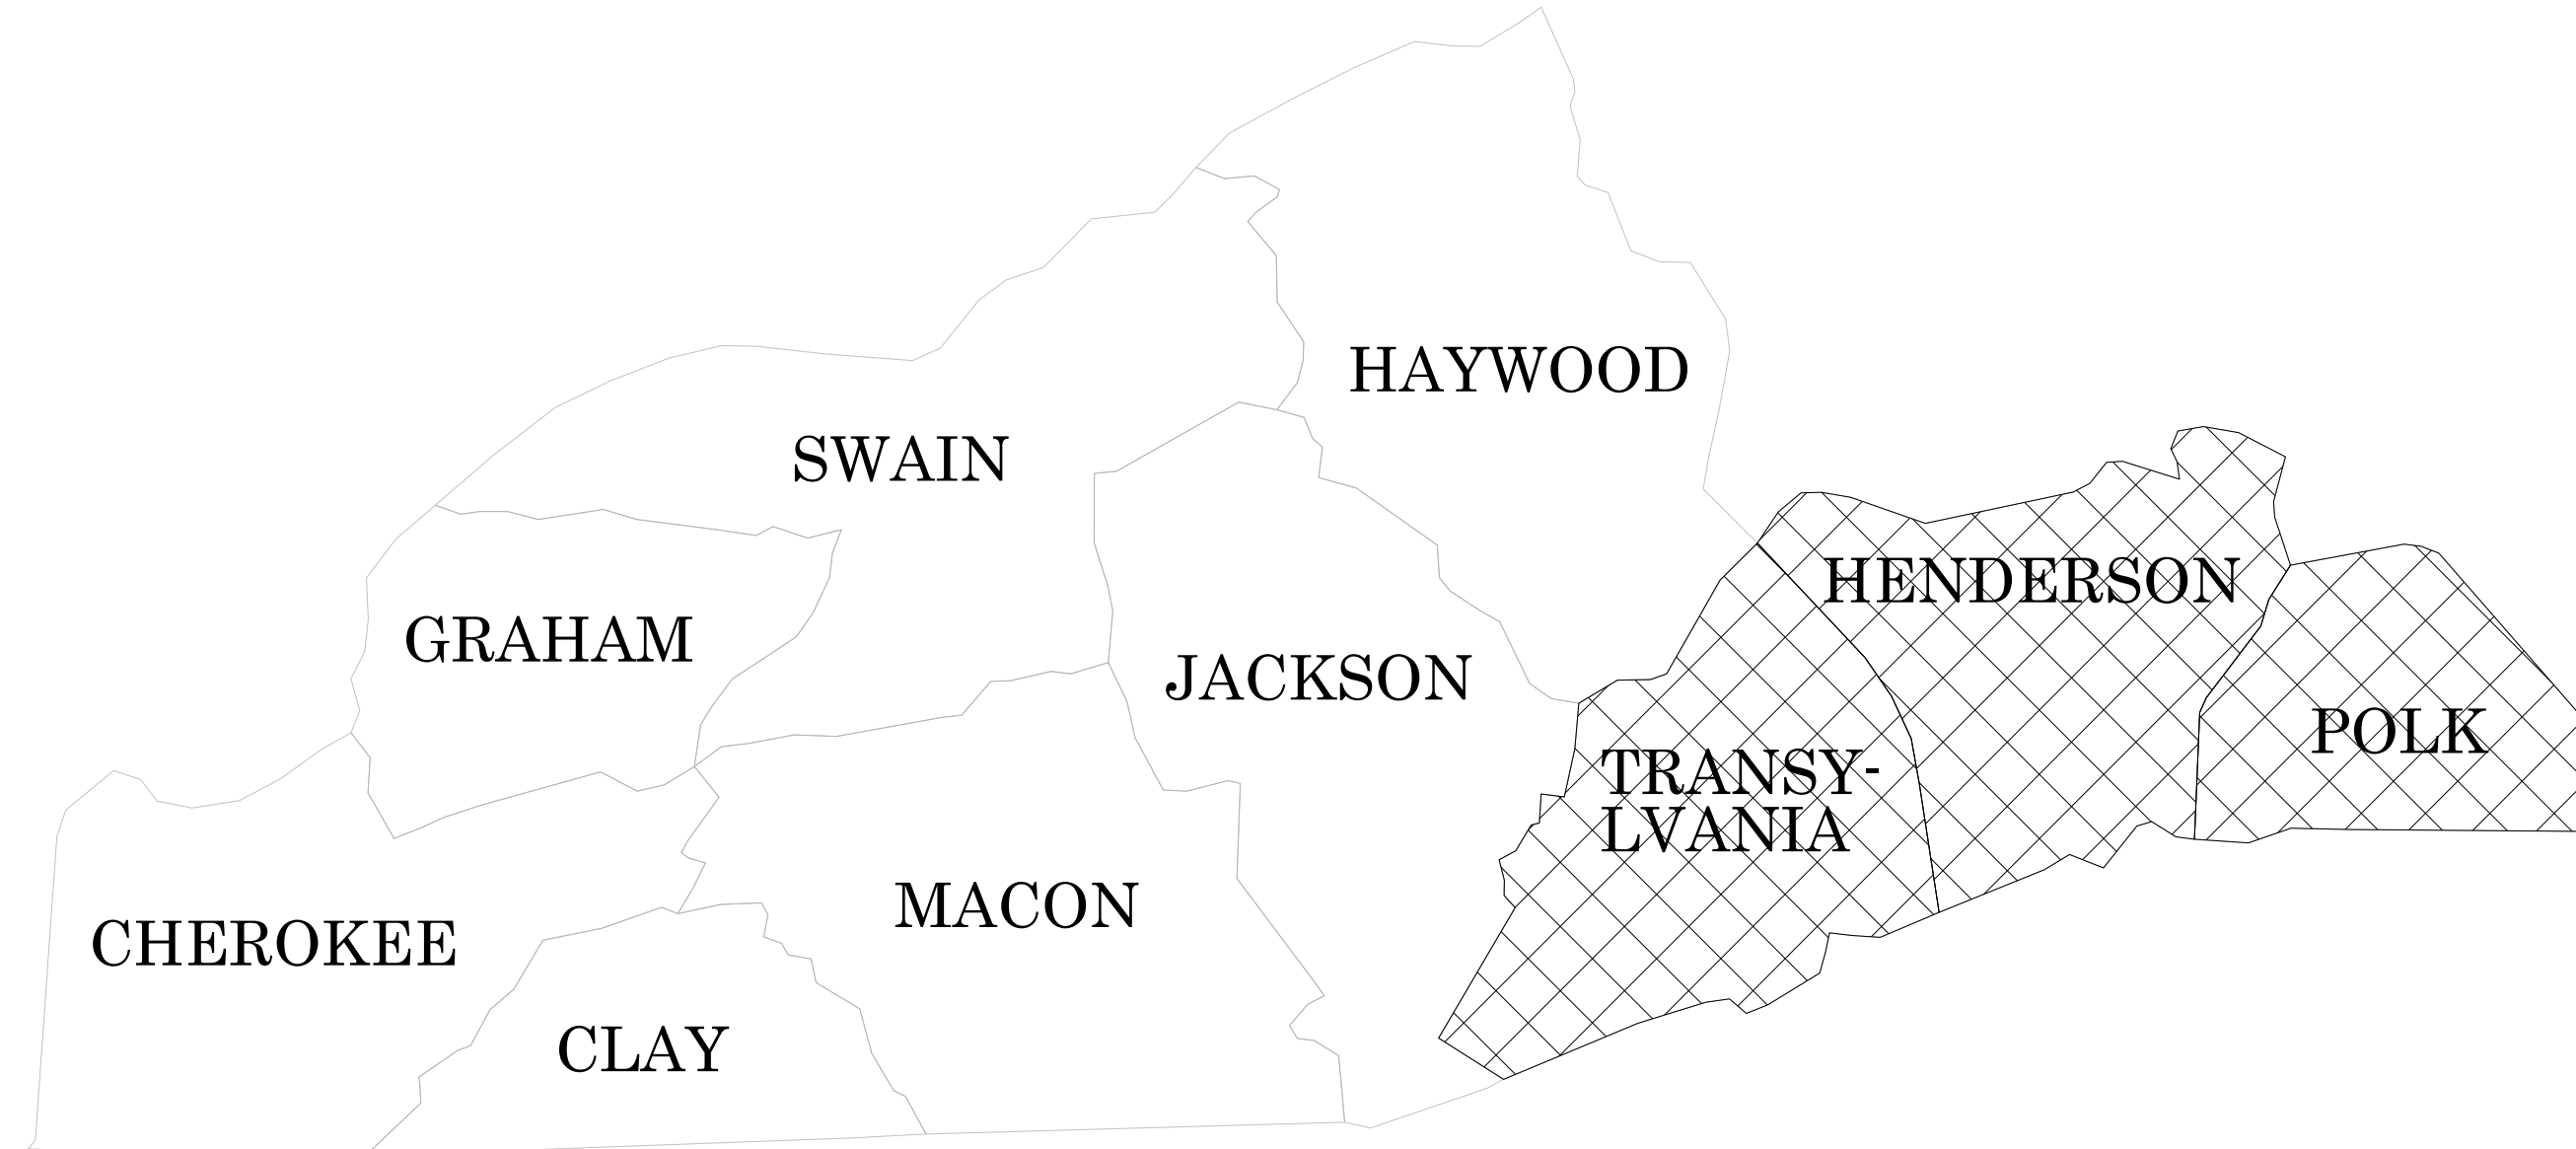 HAYWOOD
SWAIN
HENDERSON
GRAHAM
JACKSON
POLK
TRANSY-
LVANIA
MACON
CHEROKEE
CLAY